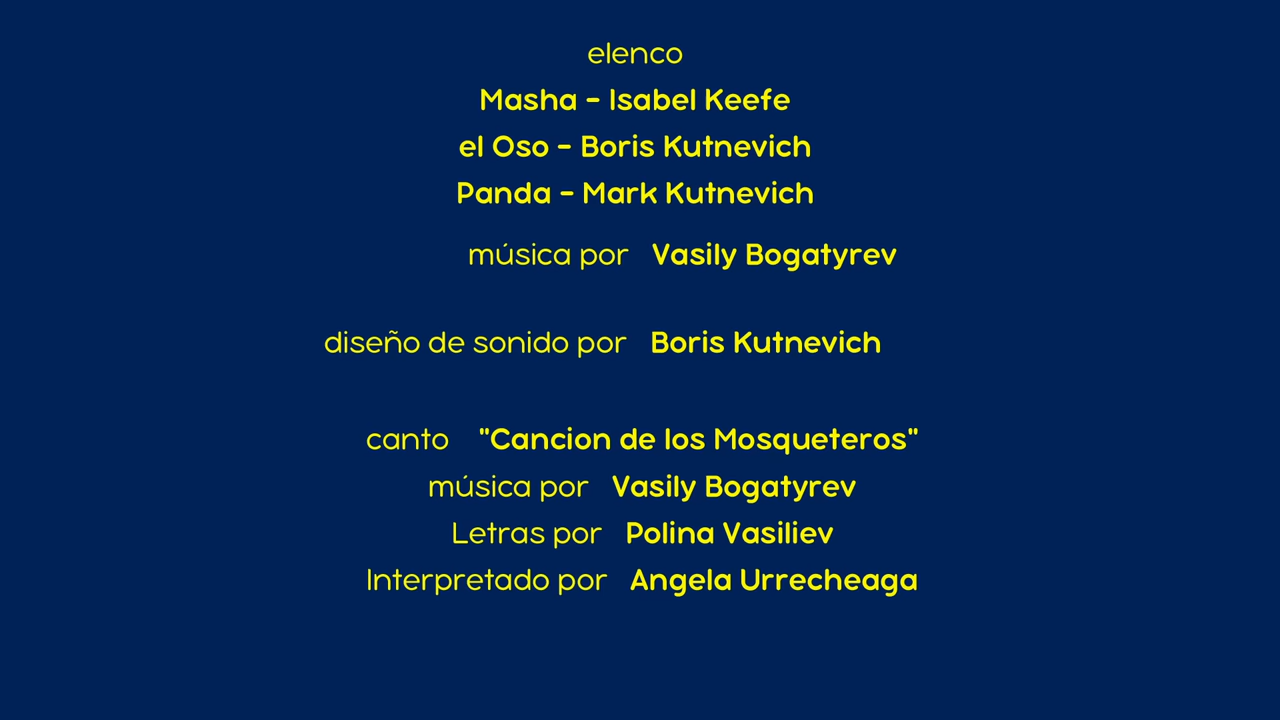 elenco
Masha - Isabel Keefe
el Oso - Boris Kutnevich
Panda - Mark Kutnevich
música por Vasily Bogatyrev
diseño de sonido por Boris Kutnevich
canto "Cancion de los Mosqueteros"
música por Vasily Bogatyrev
Letras por Polina Vasiliev
Interpretado por Angela Urrecheaga